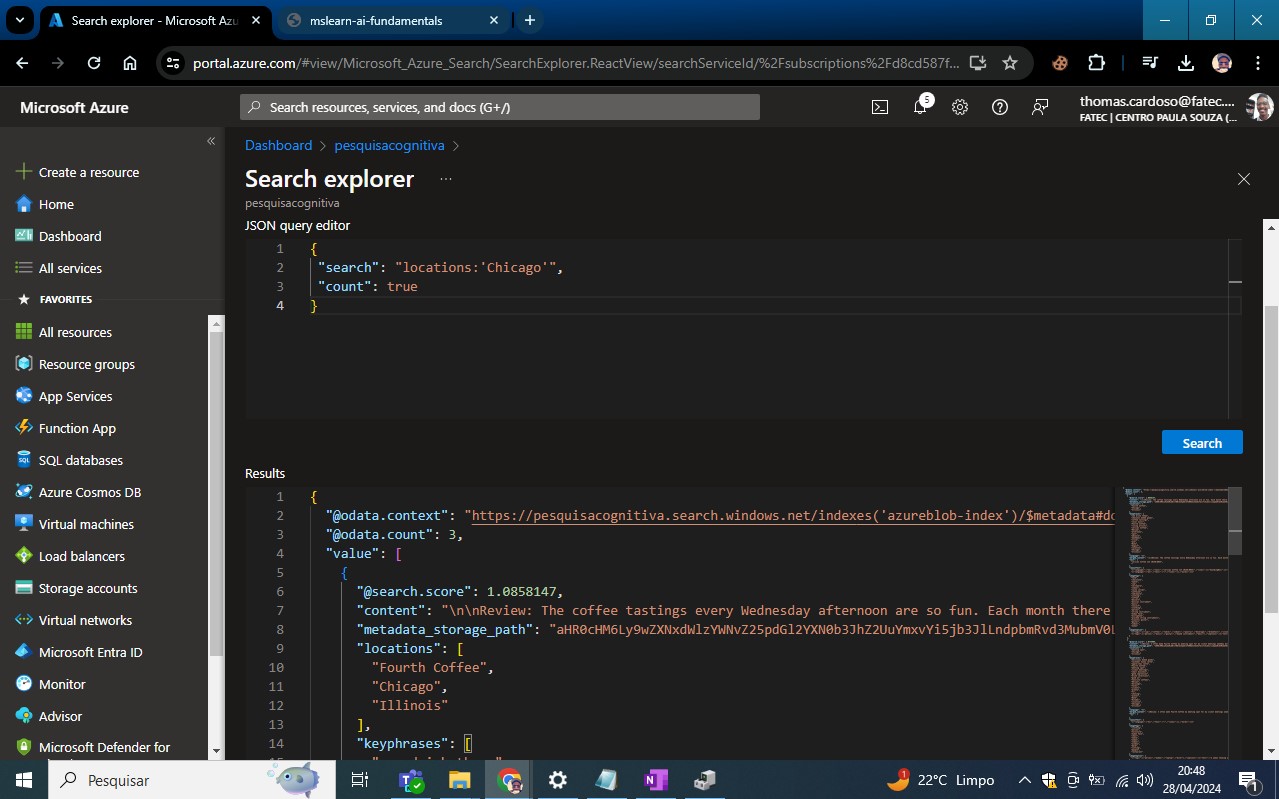 Search explorer - Microsoft Azu
mslearn-ai-fundamentals
portal.azure.com/#view/Microsoft_Azure_Search/SearchExplorer.ReactView/searchServiceId/%2Fsubscriptions%2Fd8cd587f...
Microsoft Azure
Search resources, services, and docs (G+/)
5
thomas.cardoso@fatec....
FATEC | CENTRO PAULA SOUZA (...
Create a resource
Home
Dashboard
All services
FAVORITES
All resources
Resource groups
App Services
Function App
SQL databases
Azure Cosmos DB
Virtual machines
Load balancers
Storage accounts
Virtual networks
Microsoft Entra ID
Monitor
Advisor
Microsoft Defender for
Dashboard > pesquisacognitiva >
Search explorer ...
pesquisacognitiva
JSON query editor
1 {
2 "search": "locations:'Chicago'",
3 "count": true
4 }
Search
Results
1 {
2 "@odata.context": "https://pesquisacognitiva.search.windows.net/indexes('azureblob-index')/$metadata#do
3 "@odata.count": 3,
4 "value": [
5 {
6 "@search.score": 1.0858147,
7 "content": "\n\nReview: The coffee tastings every Wednesday afternoon are so fun. Each month there
8 "metadata_storage_path":
9 "locations": [
10 "Fourth Coffee",
11 "Chicago",
12 "Illinois"
13 ],
14 "keyphrases": [
Pesquisar
1
22°C Limpo
20:48
28/04/2024
1